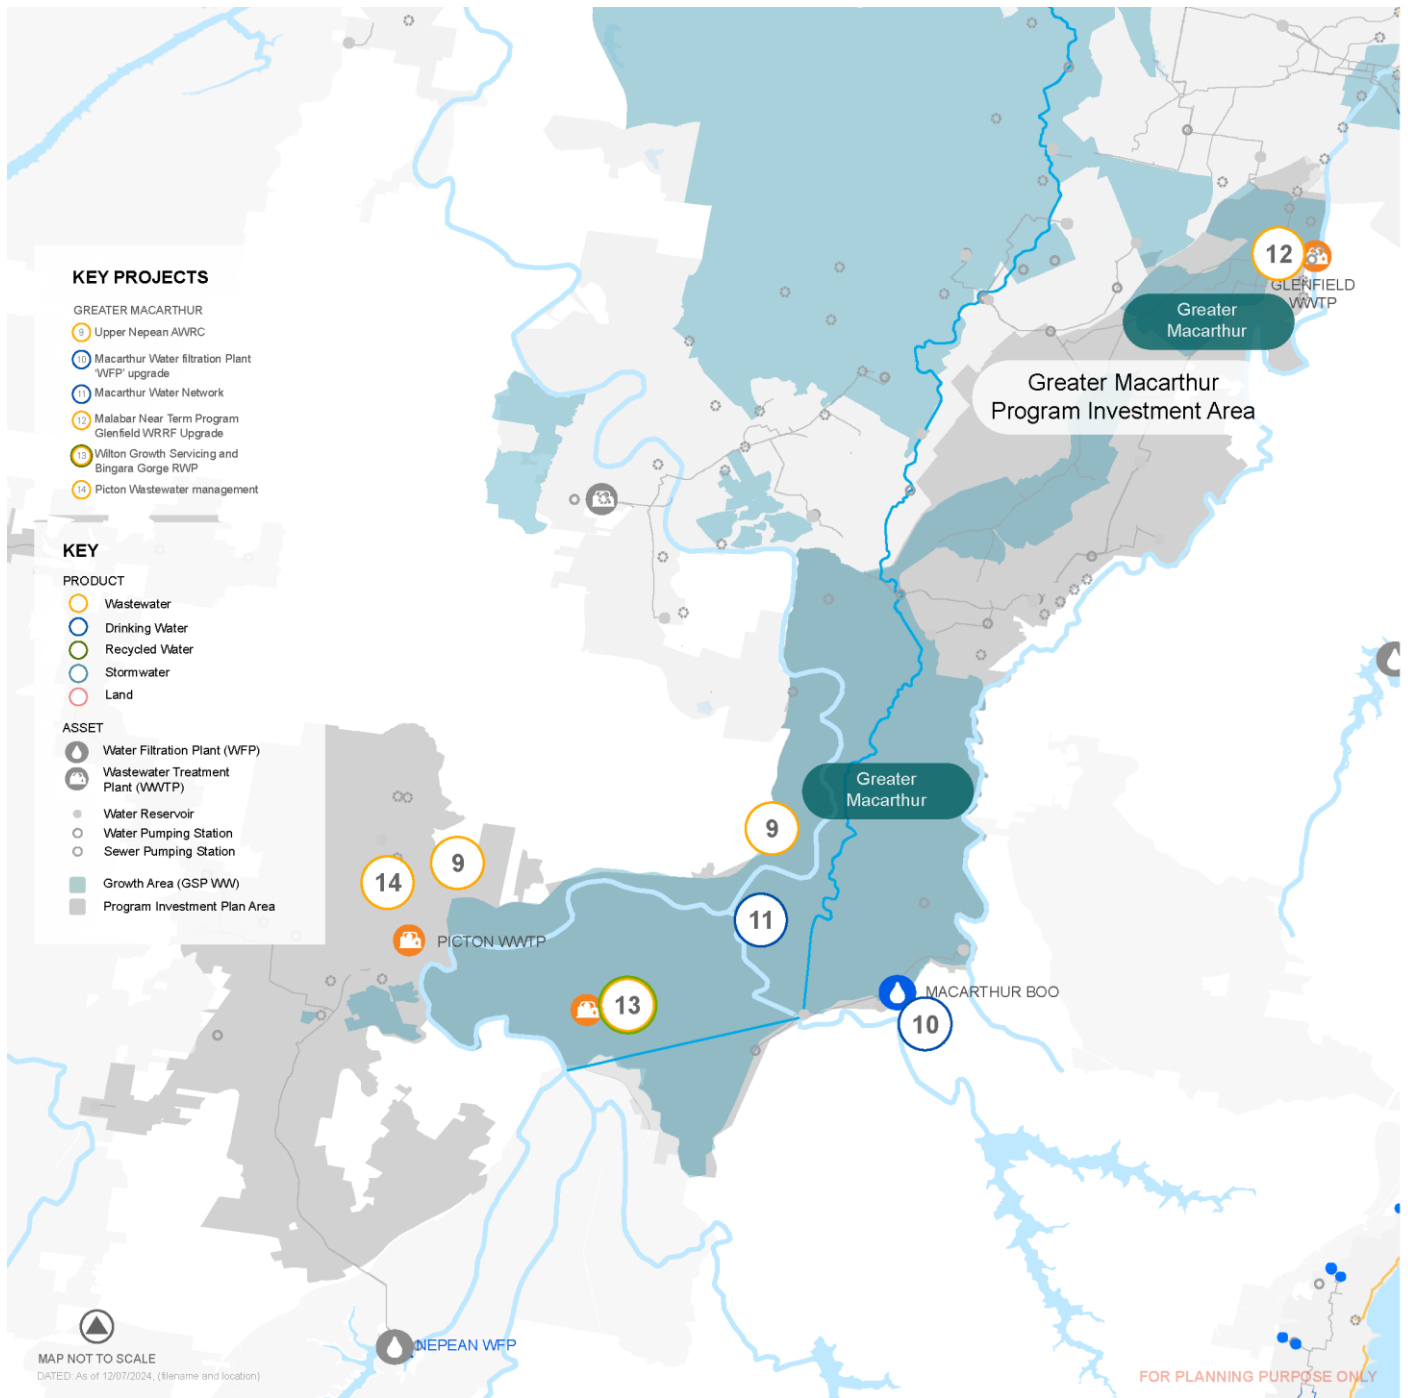 KEY PROJECTS
GREATER MACARTHUR
9 Upper Nepean AWRC
10 Macarthur Water filtration Plant
'WFP' upgrade
11 Macarthur Water Network
12 Malabar Near Term Program
Glenfield WRRF Upgrade
13 Wilton Growth Servicing and
Bingara Gorge RWP
14 Picton Wastewater management
KEY
PRODUCT
Wastewater
Drinking Water
Recycled Water
Stormwater
Land
ASSET
Water Filtration Plant (WFP)
Wastewater Treatment
Plant (WWTP)
Water Reservoir
Water Pumping Station
Sewer Pumping Station
Growth Area (GSP WW)
Program Investment Plan Area
12
GLENFIELD
WWTP
Greater
Macarthur
Greater Macarthur
Program Investment Area
Greater
Macarthur
9
9
14
11
PICTON WWTP
13
MACARTHUR BOO
10
NEPEAN WFP
MAP NOT TO SCALE
DATED: As of 12/07/2024, (filename and location)
FOR PLANNING PURPOSE ONLY